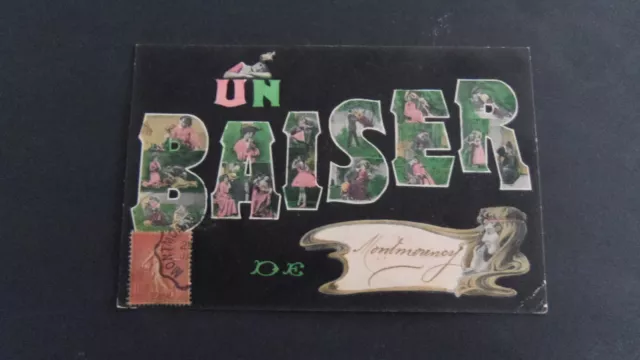 UN
BAISER
DE
Montmorency